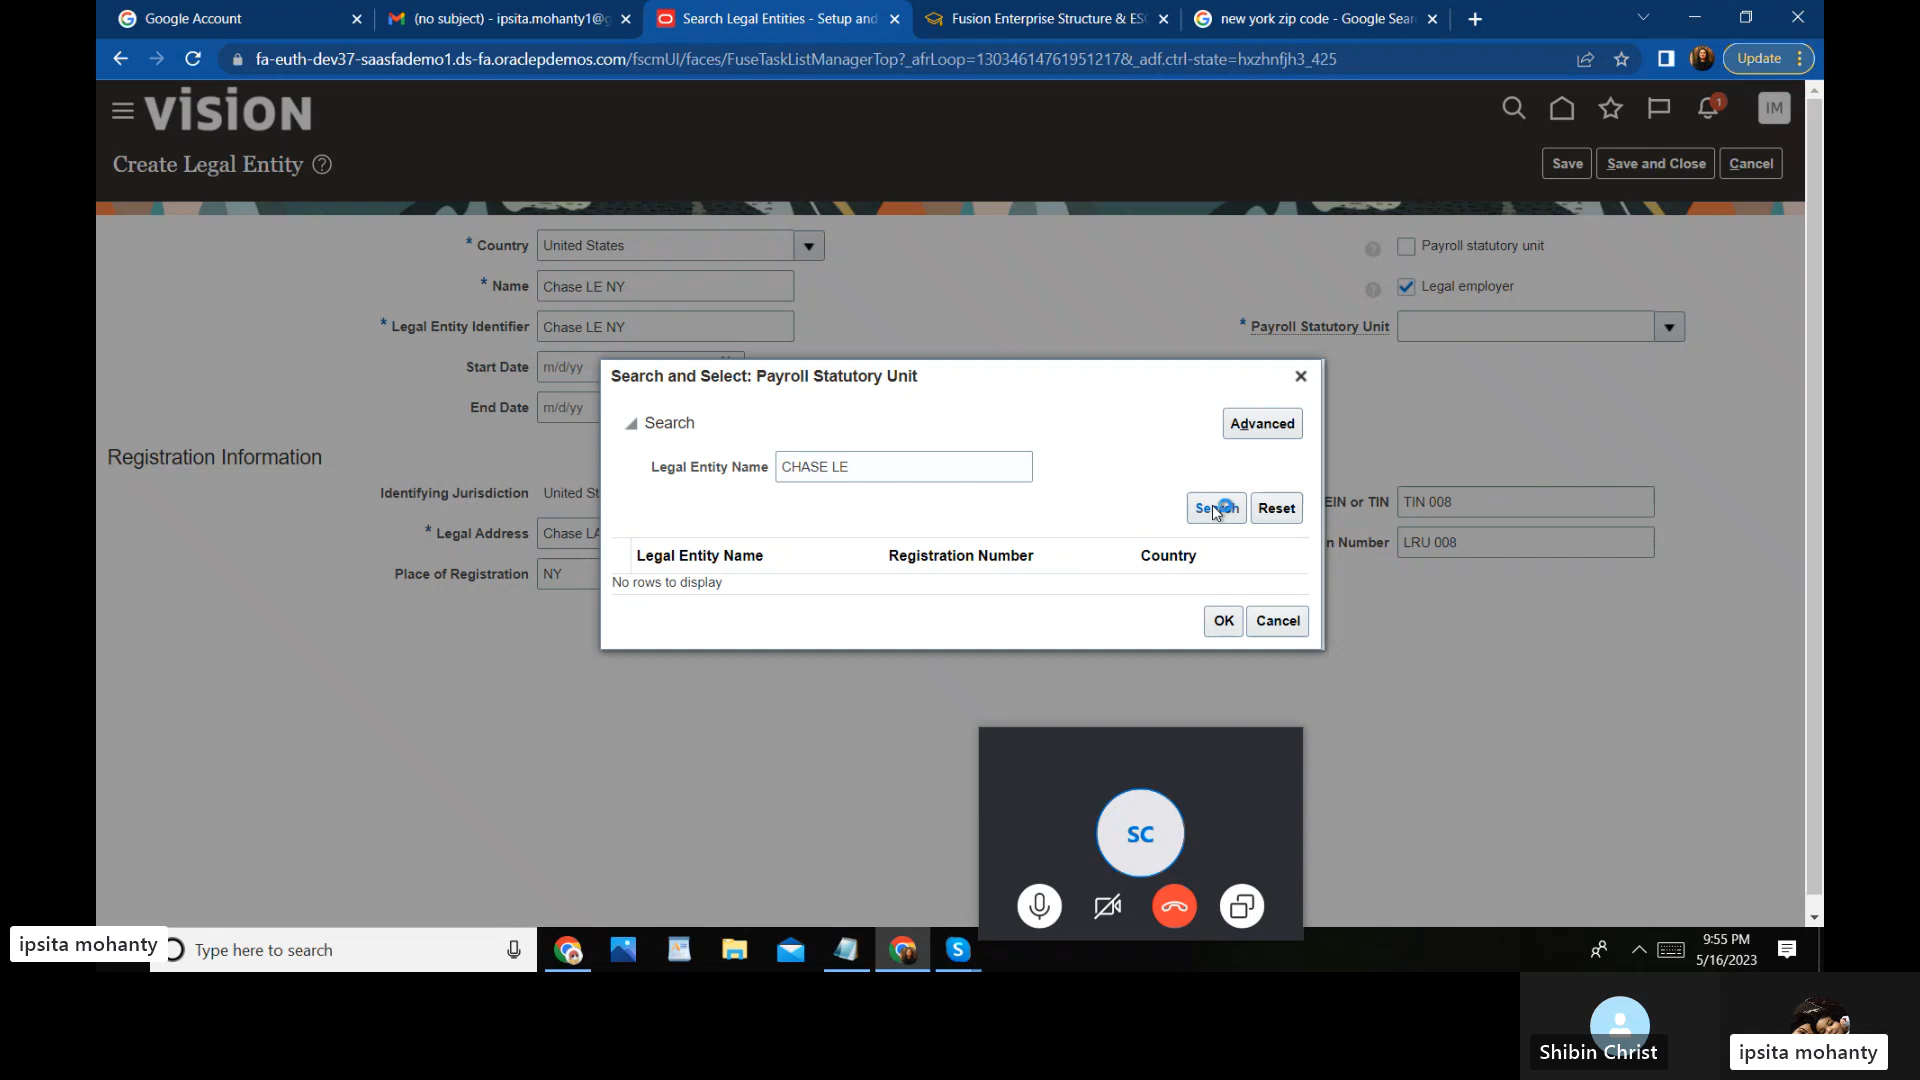 Google Account
(no subject) - ipsita.mohanty1@g
Search Legal Entities - Setup and
Fusion Enterprise Structure & ES
new york zip code - Google Sear
fa-euth-dev37-saasfademo1.ds-fa.oraclepdemos.com/fscmUI/faces/FuseTaskListManagerTop?_afrLoop=13034614761951217&_adf.ctrl-state=hxzhnfjh3_425
Update
VISION
1
IM
Create Legal Entity ?
Save
Save and Close
Cancel
* Country United States
Payroll statutory unit
* Name Chase LE NY
Legal employer
* Legal Entity Identifier Chase LE NY
* Payroll Statutory Unit
Start Date m/d/yy
End Date m/d/yy
Search and Select: Payroll Statutory Unit
Search
Advanced
Legal Entity Name CHASE LE
Search
Reset
Legal Entity Name Registration Number Country
No rows to display
OK
Cancel
Registration Information
Identifying Jurisdiction United St
EIN or TIN TIN 008
* Legal Address Chase LA
n Number LRU 008
Place of Registration NY
SC
ipsita mohanty
Type here to search
9:55 PM
5/16/2023
Shibin Christ
ipsita mohanty